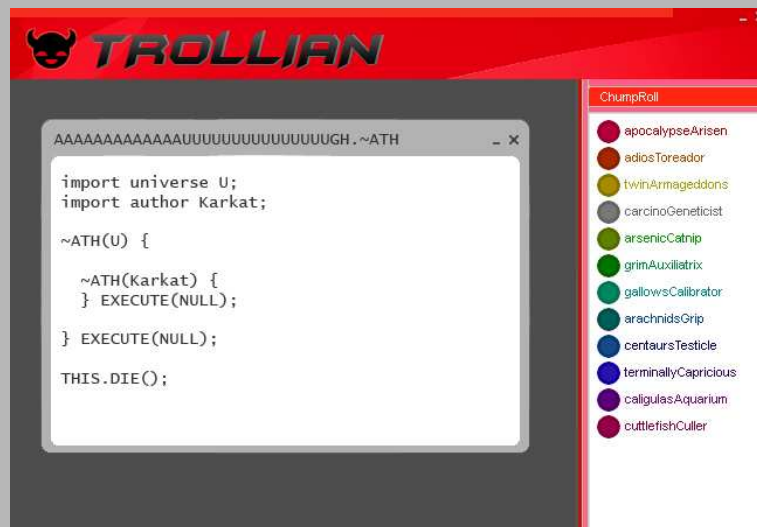 TROLLIAN
AAAAAAAAAAAAAUUUUUUUUUUUUUUUGH.~ATH
import universe U;
import author Karkat;
~ATH(U) {
~ATH(Karkat) {
} EXECUTE(NULL);
} EXECUTE(NULL);
THIS.DIE();
ChumpRoll
apocalypseArisen
adiosToreador
twinArmageddons
carcinoGeneticist
arsenicCatnip
grimAuxiliatrix
gallowsCalibrator
arachnidsGrip
centaursTesticle
terminallyCapricious
caligulasAquarium
cuttlefishCuller